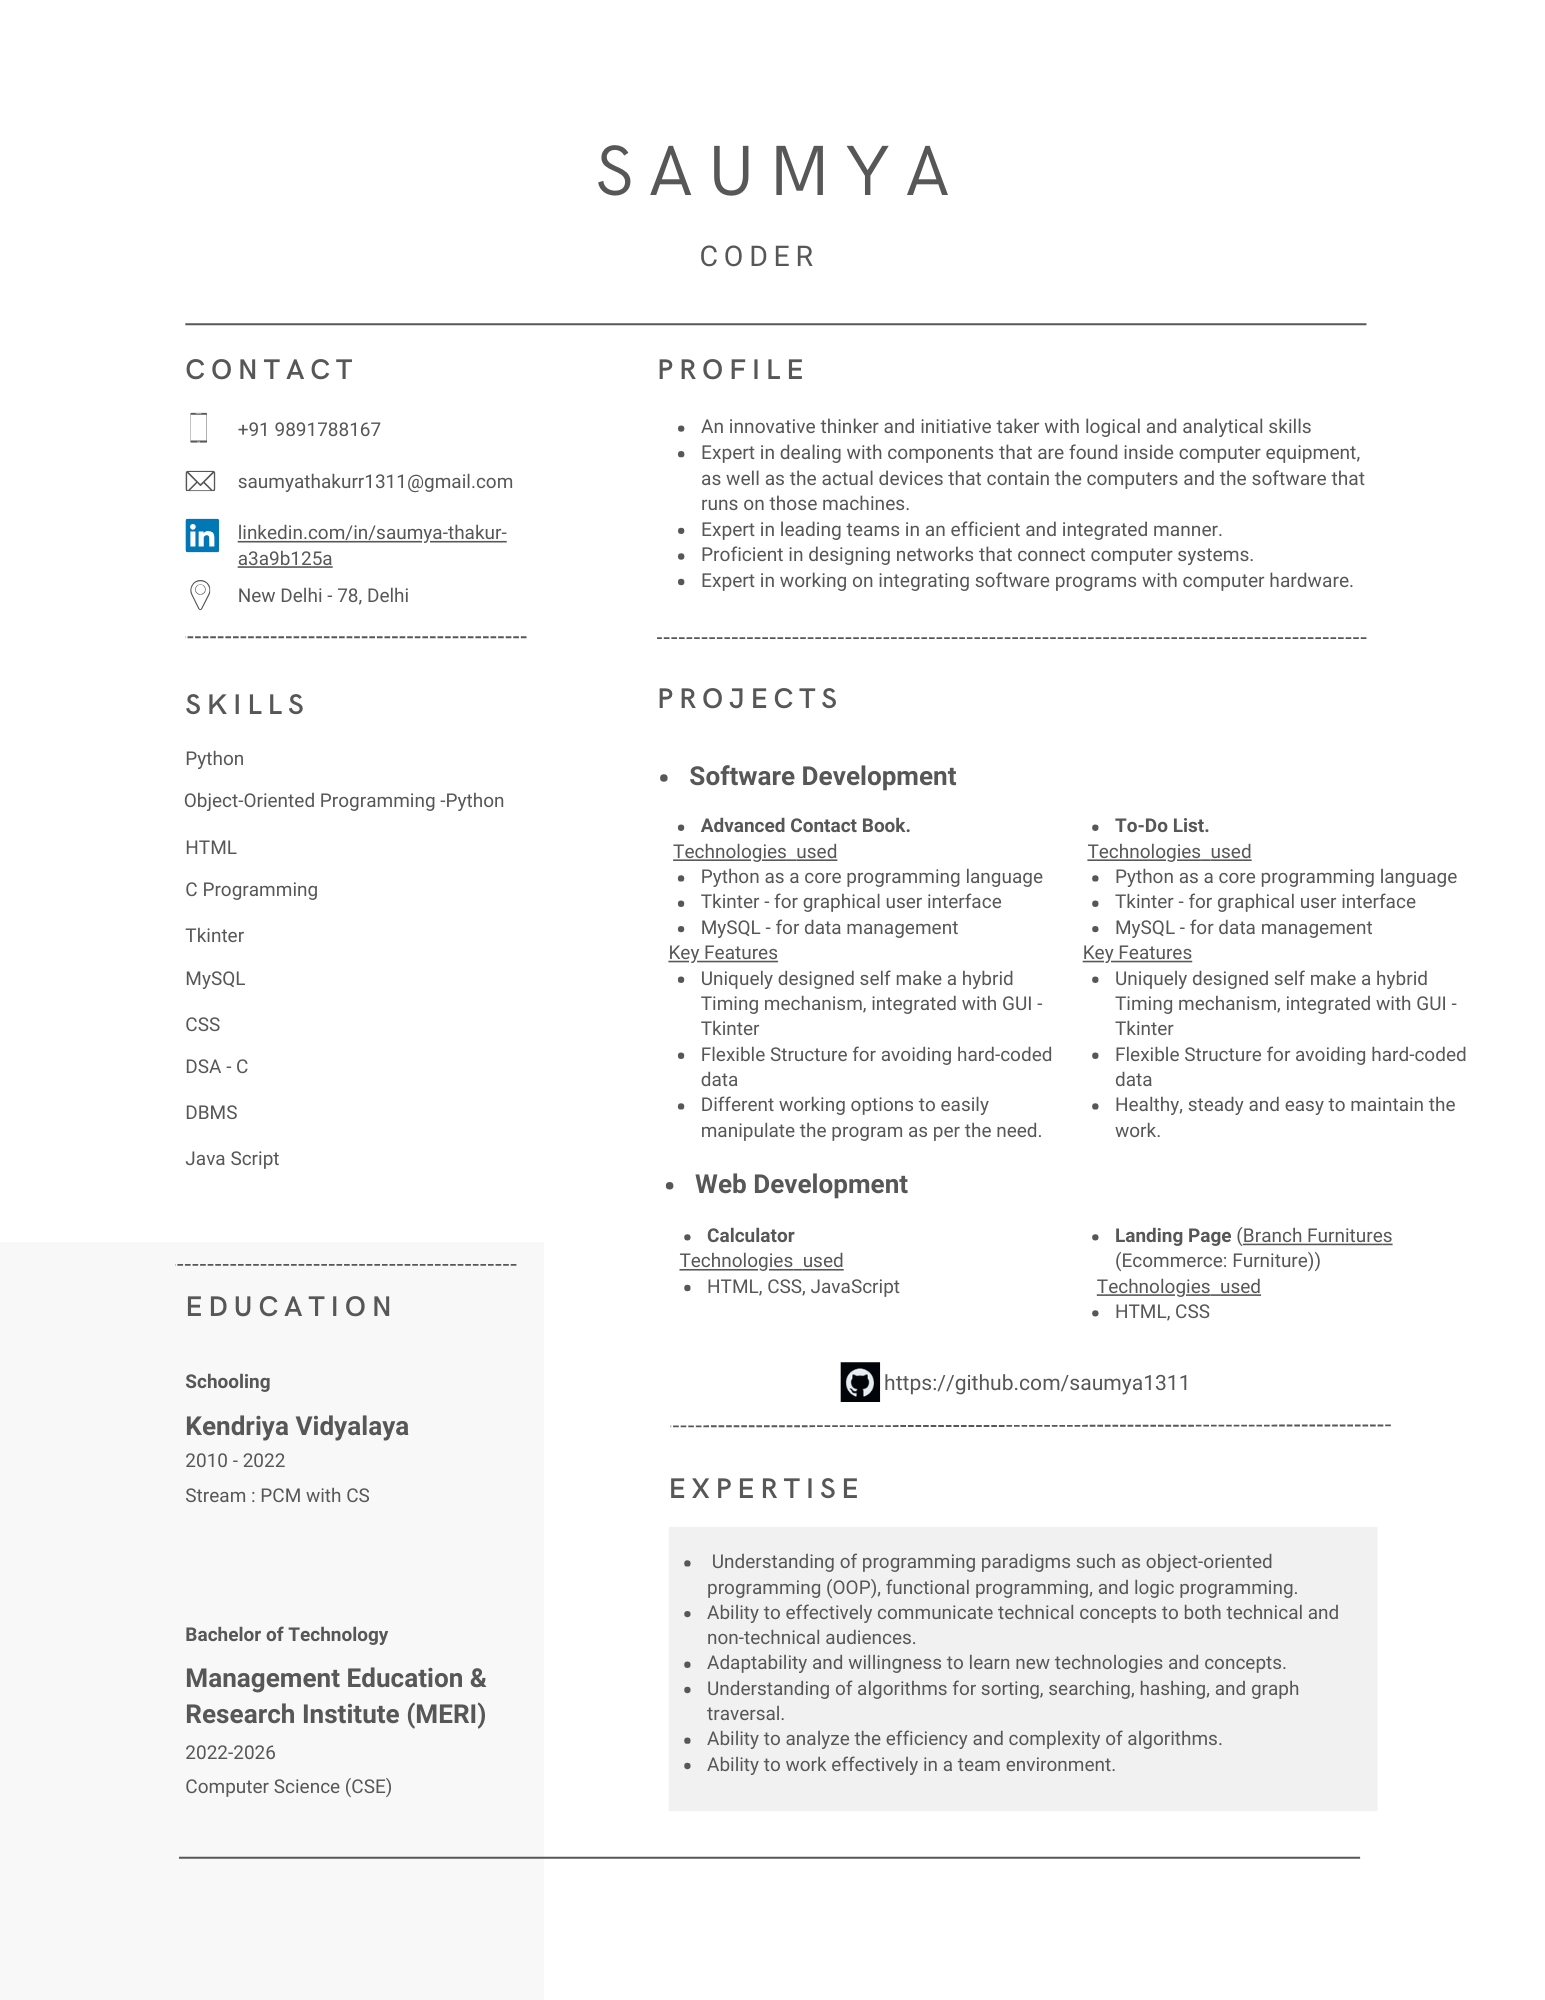 SAUMYA
CODER
CONTACT
+91 9891788167
saumyathakurr1311@gmail.com
in
linkedin.com/in/saumya-thakur-
a3a9b125a
New Delhi - 78, Delhi
SKILLS
Python
Object-Oriented Programming -Python
HTML
C Programming
Tkinter
MySQL
CSS
DSA - C
DBMS
Java Script
EDUCATION
Schooling
Kendriya Vidyalaya
2010 - 2022
Stream : PCM with CS
Bachelor of Technology
Management Education &
Research Institute (MERI)
2022-2026
Computer Science (CSE)
PROFILE
• An innovative thinker and initiative taker with logical and analytical skills
• Expert in dealing with components that are found inside computer equipment,
as well as the actual devices that contain the computers and the software that
runs on those machines.
• Expert in leading teams in an efficient and integrated manner.
• Proficient in designing networks that connect computer systems.
• Expert in working on integrating software programs with computer hardware.
PROJECTS
• Software Development
• Advanced Contact Book.
Technologies used
• Python as a core programming language
• Tkinter - for graphical user interface
• MySQL - for data management
Key Features
• Uniquely designed self make a hybrid
Timing mechanism, integrated with GUI -
Tkinter
• Flexible Structure for avoiding hard-coded
data
• Different working options to easily
manipulate the program as per the need.
• To-Do List.
Technologies used
• Python as a core programming language
• Tkinter - for graphical user interface
• MySQL - for data management
Key Features
• Uniquely designed self make a hybrid
Timing mechanism, integrated with GUI -
Tkinter
• Flexible Structure for avoiding hard-coded
data
• Healthy, steady and easy to maintain the
work.
• Web Development
• Calculator
Technologies used
• HTML, CSS, JavaScript
• Landing Page (Branch Furnitures
(Ecommerce: Furniture))
Technologies used
• HTML, CSS
https://github.com/saumya1311
EXPERTISE
• Understanding of programming paradigms such as object-oriented
programming (OOP), functional programming, and logic programming.
• Ability to effectively communicate technical concepts to both technical and
non-technical audiences.
• Adaptability and willingness to learn new technologies and concepts.
• Understanding of algorithms for sorting, searching, hashing, and graph
traversal.
• Ability to analyze the efficiency and complexity of algorithms.
• Ability to work effectively in a team environment.